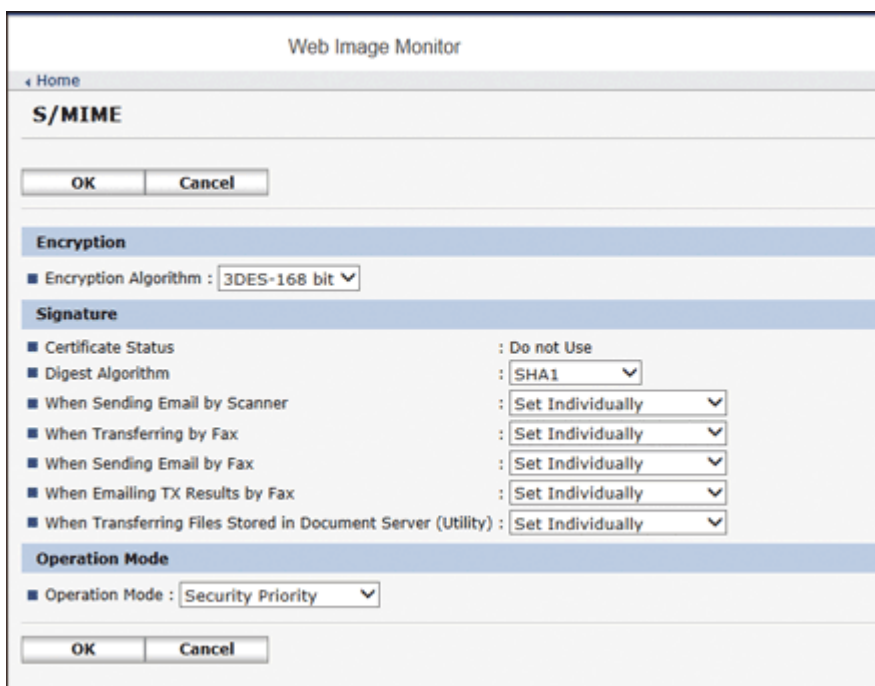 Web Image Monitor
Home
S/MIME
OK Cancel
Encryption
Encryption Algorithm : 3DES-168 bit
Signature
Certificate Status : Do not Use
Digest Algorithm : SHA1
When Sending Email by Scanner : Set Individually
When Transferring by Fax : Set Individually
When Sending Email by Fax : Set Individually
When Emailing TX Results by Fax : Set Individually
When Transferring Files Stored in Document Server (Utility) : Set Individually
Operation Mode
Operation Mode : Security Priority
OK Cancel